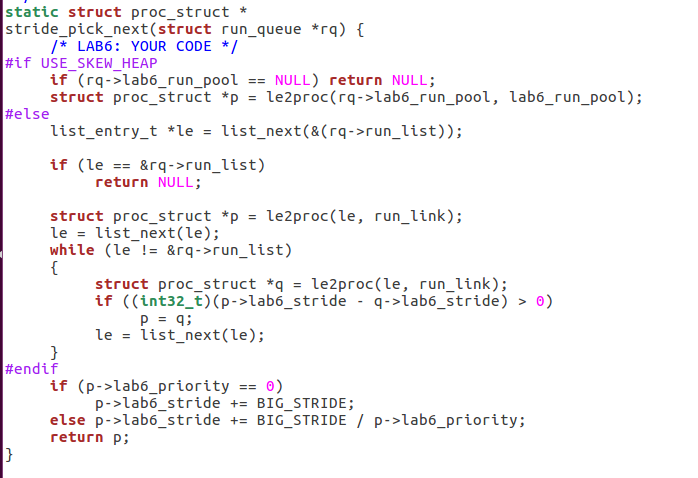 static struct proc_struct *
stride_pick_next(struct run_queue *rq) {
     /* LAB6: YOUR CODE */
#if USE_SKEW_HEAP
     if (rq->lab6_run_pool == NULL) return NULL;
     struct proc_struct *p = le2proc(rq->lab6_run_pool, lab6_run_pool);
#else
     list_entry_t *le = list_next(&(rq->run_list));

     if (le == &rq->run_list)
          return NULL;

     struct proc_struct *p = le2proc(le, run_link);
     le = list_next(le);
     while (le != &rq->run_list)
     {
          struct proc_struct *q = le2proc(le, run_link);
          if ((int32_t)(p->lab6_stride - q->lab6_stride) > 0)
               p = q;
          le = list_next(le);
     }
#endif
     if (p->lab6_priority == 0)
          p->lab6_stride += BIG_STRIDE;
     else p->lab6_stride += BIG_STRIDE / p->lab6_priority;
     return p;
}